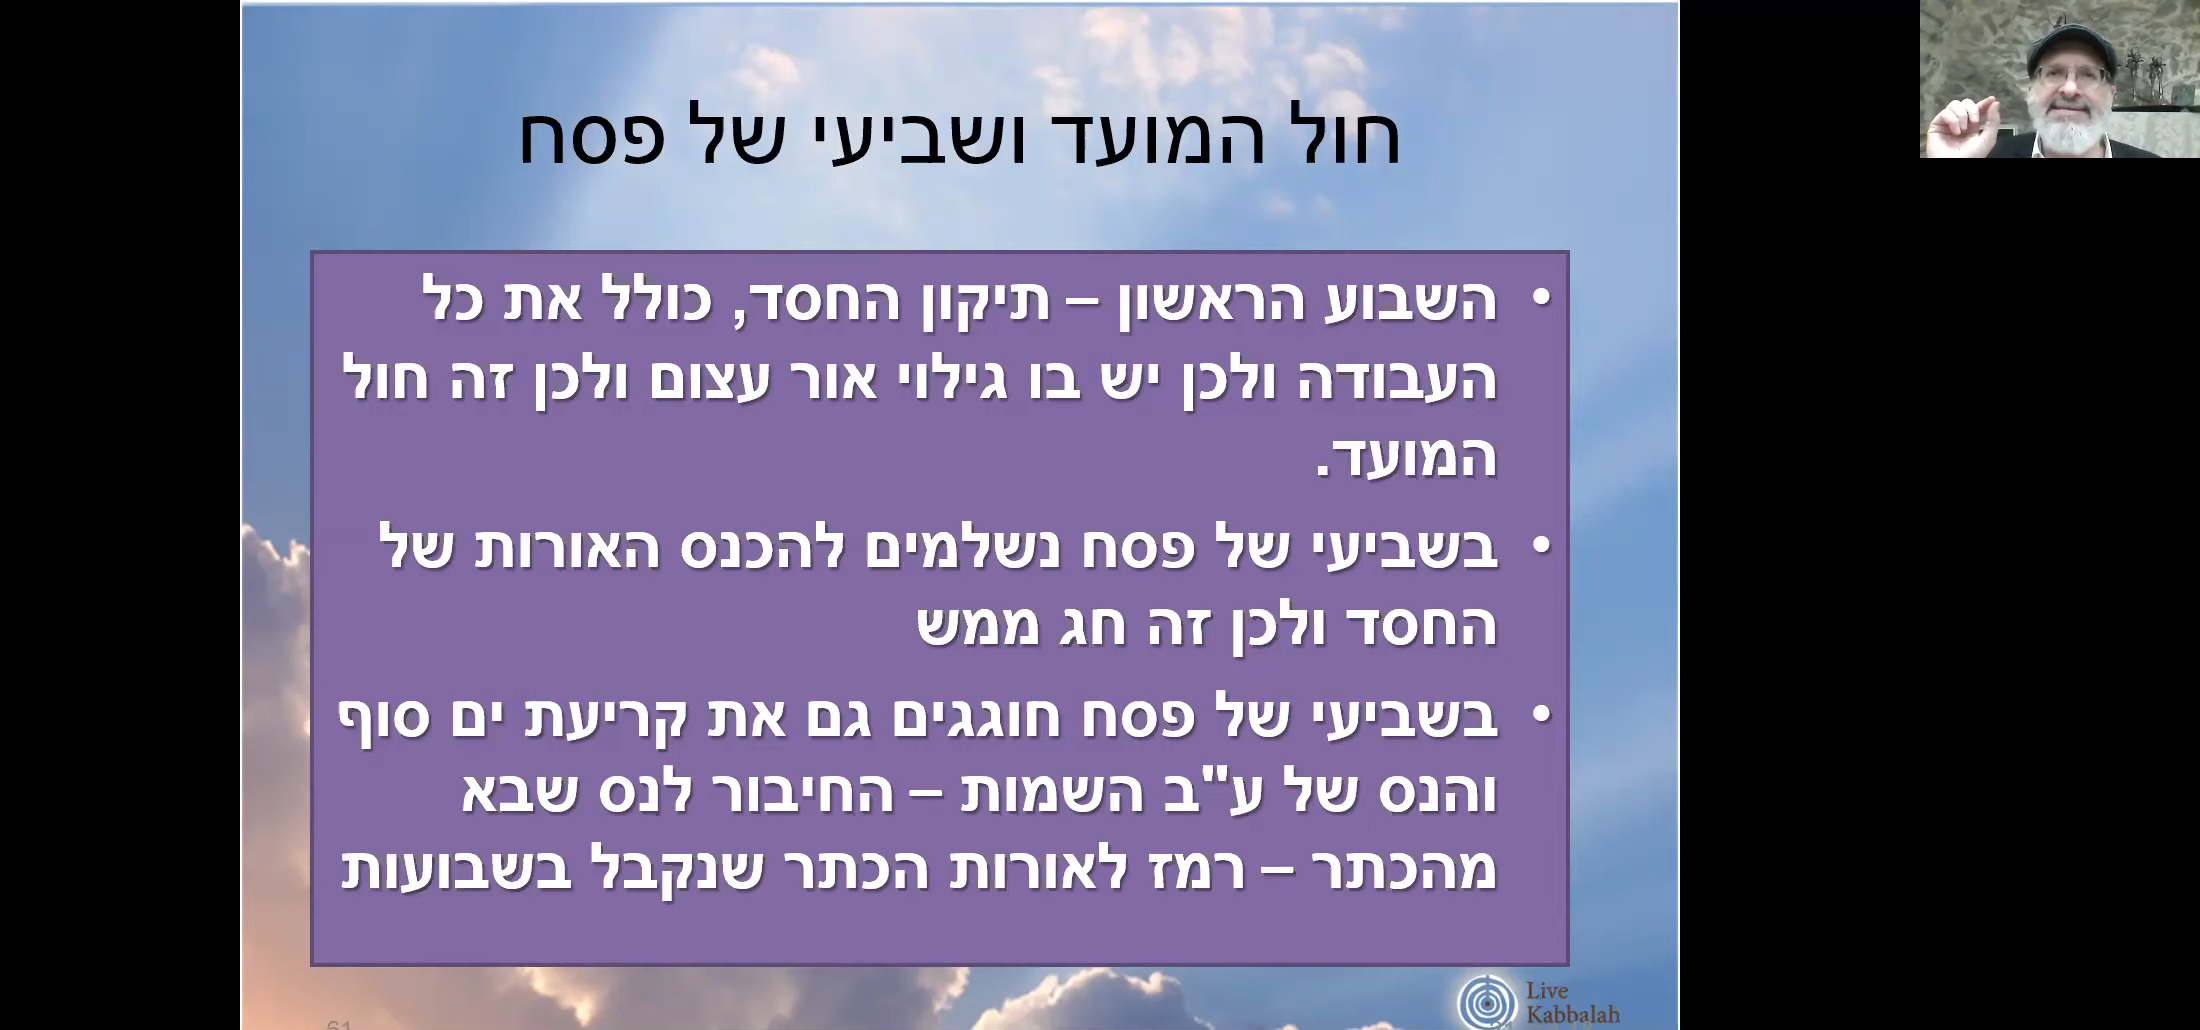 חול המועד ושביעי של פסח
• השבוע הראשון – תיקון החסד, כולל את כל
העבודה ולכן יש בו גילוי אור עצום ולכן זה חול
המועד.
• בשביעי של פסח נשלמים להכנס האורות של
החסד ולכן זה חג ממש
• בשביעי של פסח חוגגים גם את קריעת ים סוף
והנס של ע"ב השמות – החיבור לנס שבא
מהכתר – רמז לאורות הכתר שנקבל בשבועות
Live
Kabbalah
61